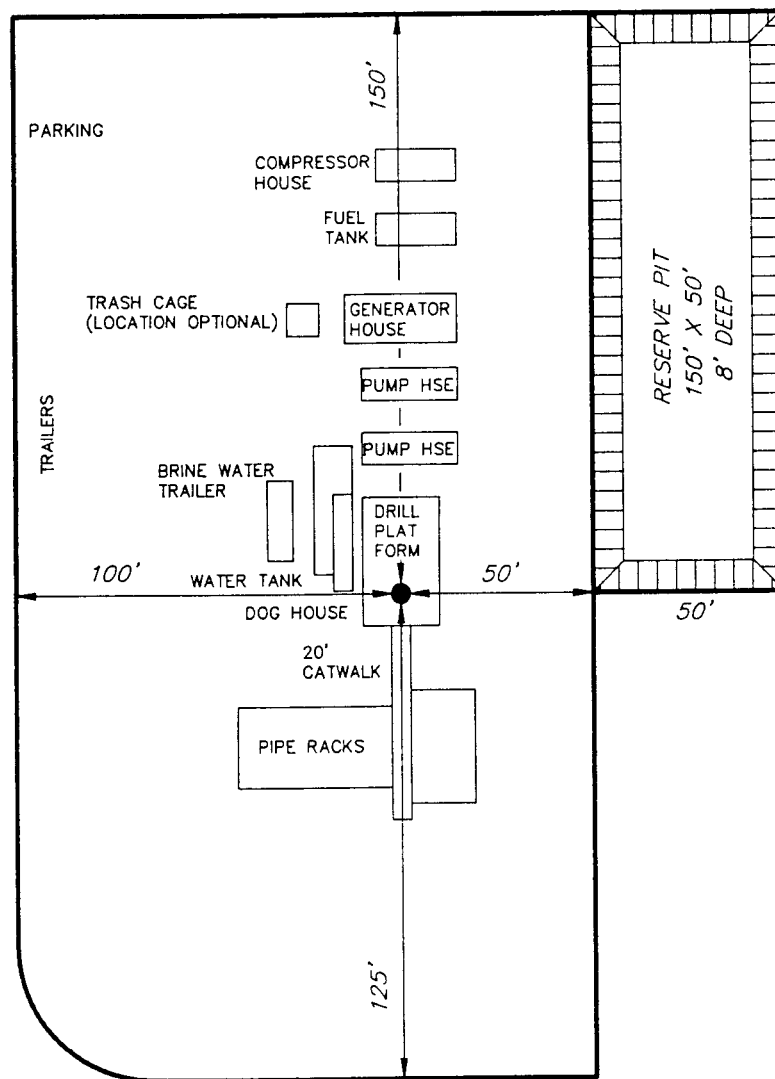 150'
PARKING
COMPRESSOR
HOUSE
FUEL
TANK
TRASH CAGE
(LOCATION OPTIONAL)
GENERATOR
HOUSE
PUMP HSE
RESERVE PIT
150' X 50'
8' DEEP
TRAILERS
PUMP HSE
BRINE WATER
TRAILER
DRILL
PLAT
FORM
WATER TANK
100'
50'
DOG HOUSE
50'
20'
CATWALK
PIPE RACKS
125'